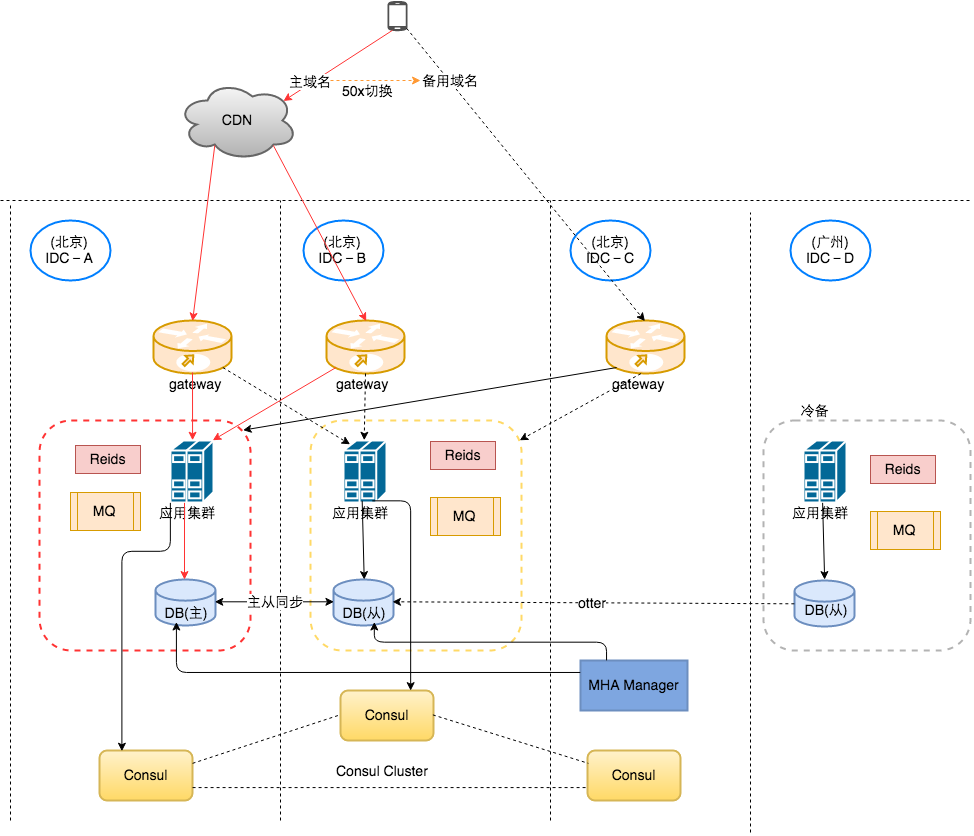 主域名
备用域名
50x切换
CDN
(北京)
IDC－A
(北京)
IDC－B
(北京)
IDC－C
(广州)
IDC－D
gateway
gateway
gateway
冷备
Reids
Reids
Reids
MQ
MQ
MQ
应用集群
应用集群
应用集群
DB(主)
主从同步
DB(从)
otter
DB(从)
MHA Manager
Consul
Consul Cluster
Consul
Consul